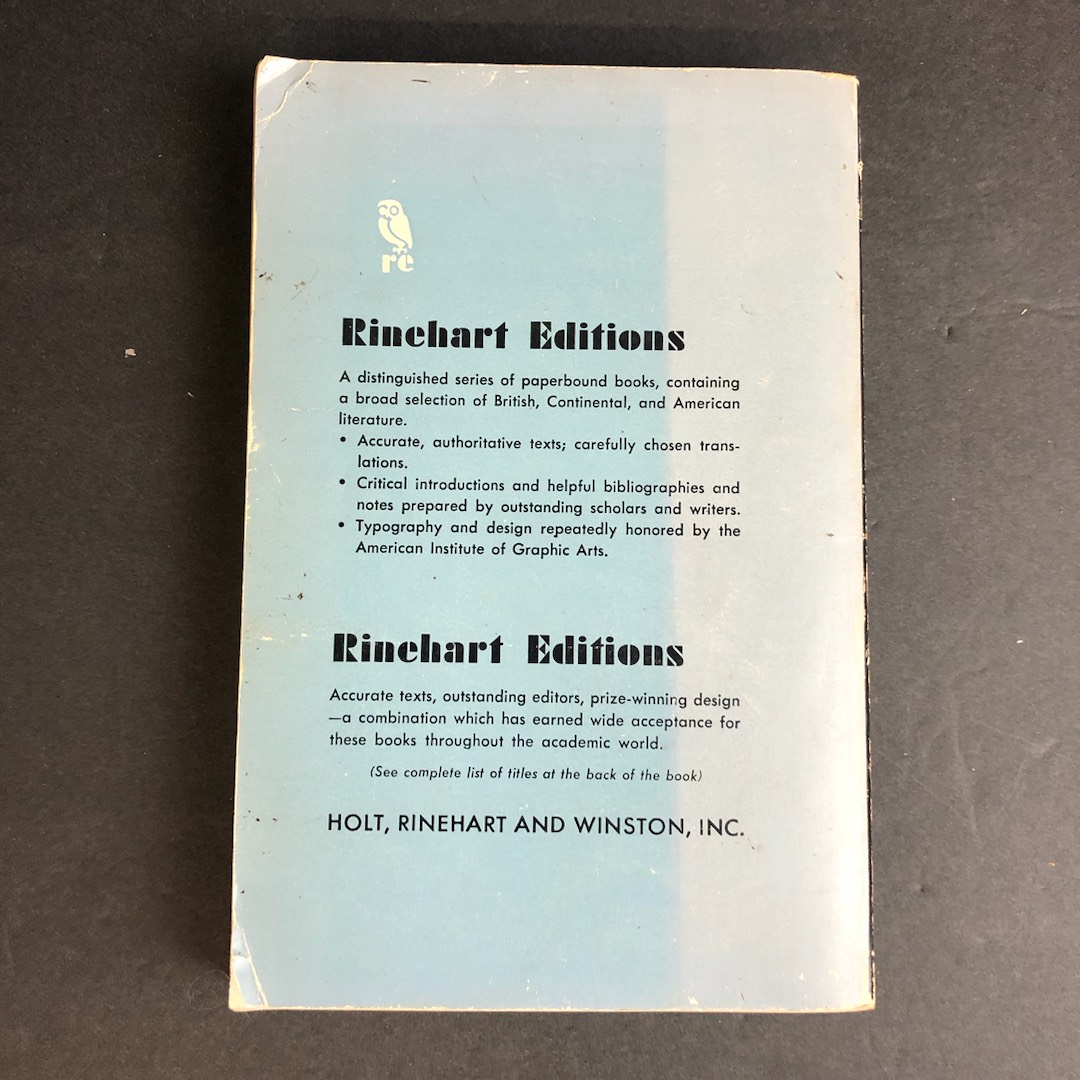 re
Rinehart Editions
A distinguished series of paperbound books, containing
a broad selection of British, Continental, and American
literature.
• Accurate, authoritative texts; carefully chosen trans-
lations.
• Critical introductions and helpful bibliographies and
notes prepared by outstanding scholars and writers.
• Typography and design repeatedly honored by the
American Institute of Graphic Arts.
Rinehart Editions
Accurate texts, outstanding editors, prize-winning design
—a combination which has earned wide acceptance for
these books throughout the academic world.
(See complete list of titles at the back of the book)
HOLT, RINEHART AND WINSTON, INC.